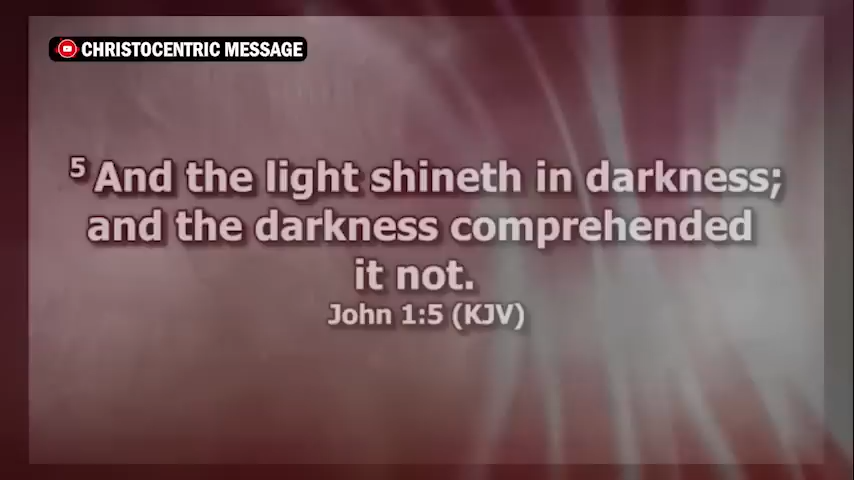 CHRISTOCENTRIC MESSAGE
5 And the light shineth in darkness;
and the darkness comprehended
it not.
John 1:5 (KJV)